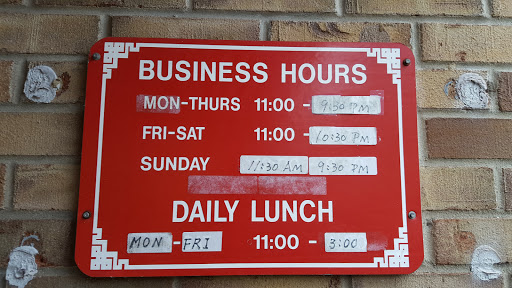 BUSINESS HOURS
MON-THURS 11:00 - 9:30 PM
FRI-SAT 11:00 - 10:30 PM
SUNDAY 11:30 AM 9:30 PM
DAILY LUNCH
MON - FRI 11:00 - 3:00